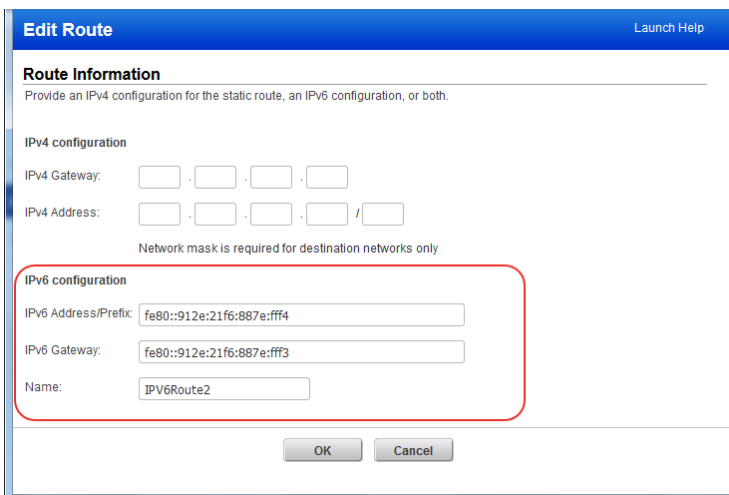 Edit Route
Launch Help
Route Information
Provide an IPv4 configuration for the static route, an IPv6 configuration, or both.
IPv4 configuration
IPv4 Gateway: . . .
IPv4 Address: . . . /
Network mask is required for destination networks only
IPv6 configuration
IPv6 Address/Prefix: fe80::912e:21f6:887e:fff4
IPv6 Gateway: fe80::912e:21f6:887e:fff3
Name: IPV6Route2
OK Cancel